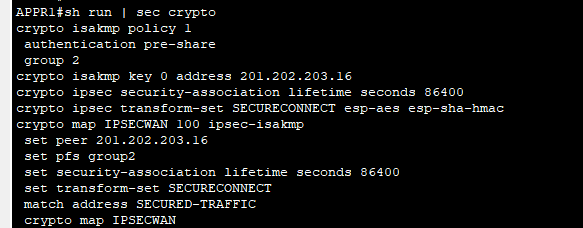 APPR1#sh run | sec crypto
crypto isakmp policy 1
authentication pre-share
group 2
crypto isakmp key 0 address 201.202.203.16
crypto ipsec security-association lifetime seconds 86400
crypto ipsec transform-set SECURECONNECT esp-aes esp-sha-hmac
crypto map IPSECWAN 100 ipsec-isakmp
set peer 201.202.203.16
set pfs group2
set security-association lifetime seconds 86400
set transform-set SECURECONNECT
match address SECURED-TRAFFIC
crypto map IPSECWAN